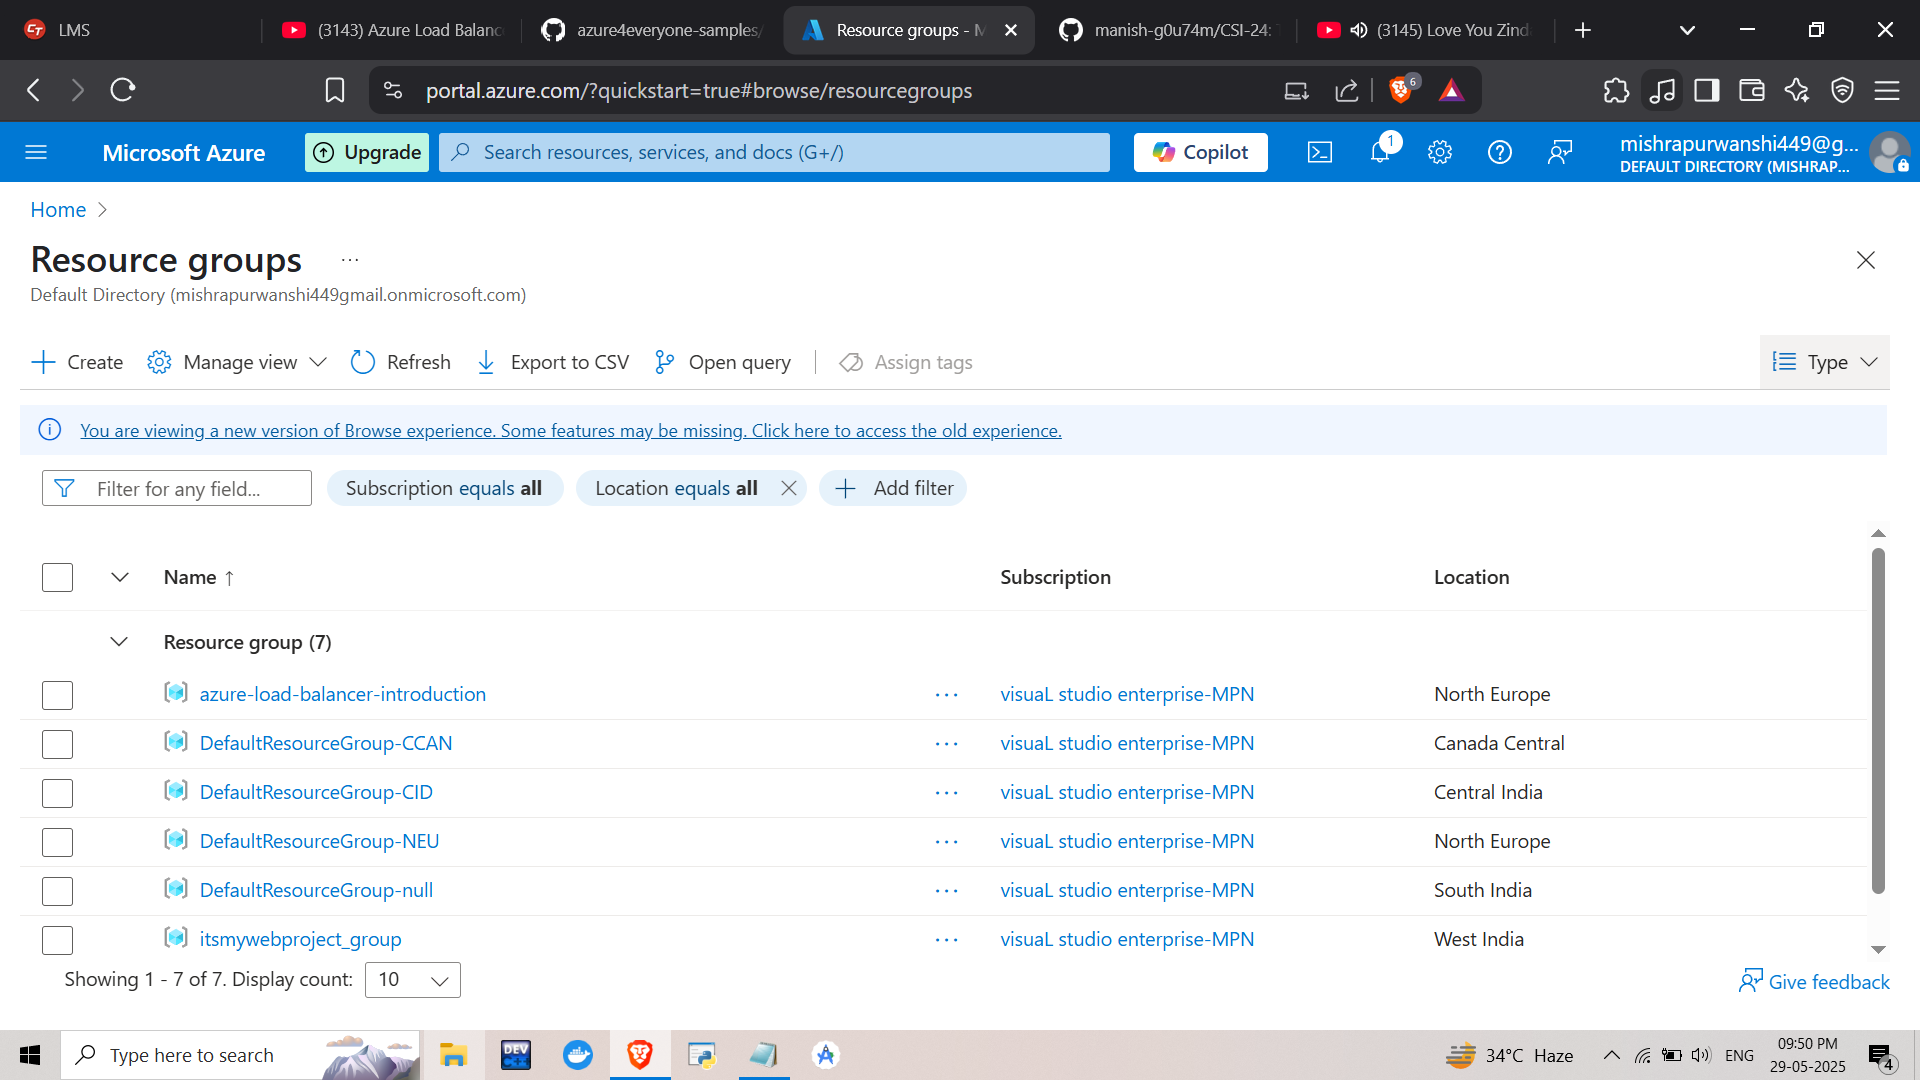 LMS
(3143) Azure Load Balanc
azure4everyone-samples/
Resource groups - M
manish-g0u74m/CSI-24: T
(3145) Love You Zind
portal.azure.com/?quickstart=true#browse/resourcegroups
6
Microsoft Azure
Upgrade
Search resources, services, and docs (G+/)
Copilot
1
mishrapurwanshi449@g...
DEFAULT DIRECTORY (MISHRAP...
Home
Resource groups ...
Default Directory (mishrapurwanshi449gmail.onmicrosoft.com)
Create
Manage view
Refresh
Export to CSV
Open query
Assign tags
Type
You are viewing a new version of Browse experience. Some features may be missing. Click here to access the old experience.
Filter for any field...
Subscription equals all
Location equals all
Add filter
Name ↑ Subscription Location
Resource group (7)
azure-load-balancer-introduction ... visuaL studio enterprise-MPN North Europe
DefaultResourceGroup-CCAN ... visuaL studio enterprise-MPN Canada Central
DefaultResourceGroup-CID ... visuaL studio enterprise-MPN Central India
DefaultResourceGroup-NEU ... visuaL studio enterprise-MPN North Europe
DefaultResourceGroup-null ... visuaL studio enterprise-MPN South India
itsmywebproject_group ... visuaL studio enterprise-MPN West India
Showing 1 - 7 of 7. Display count: 10
Give feedback
Type here to search
DEV C++
34°C Haze
ENG
09:50 PM
29-05-2025
4